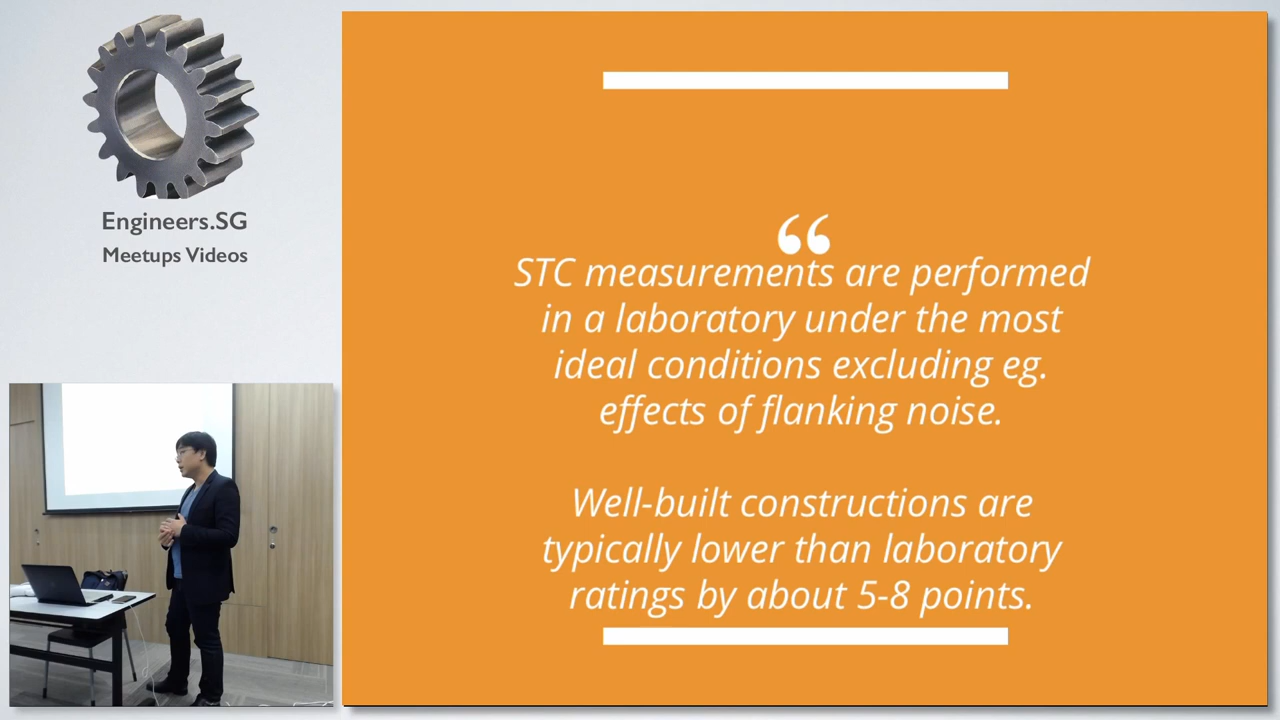 Engineers.SG
Meetups Videos
“
STC measurements are performed
in a laboratory under the most
ideal conditions excluding eg.
effects of flanking noise.
Well-built constructions are
typically lower than laboratory
ratings by about 5-8 points.